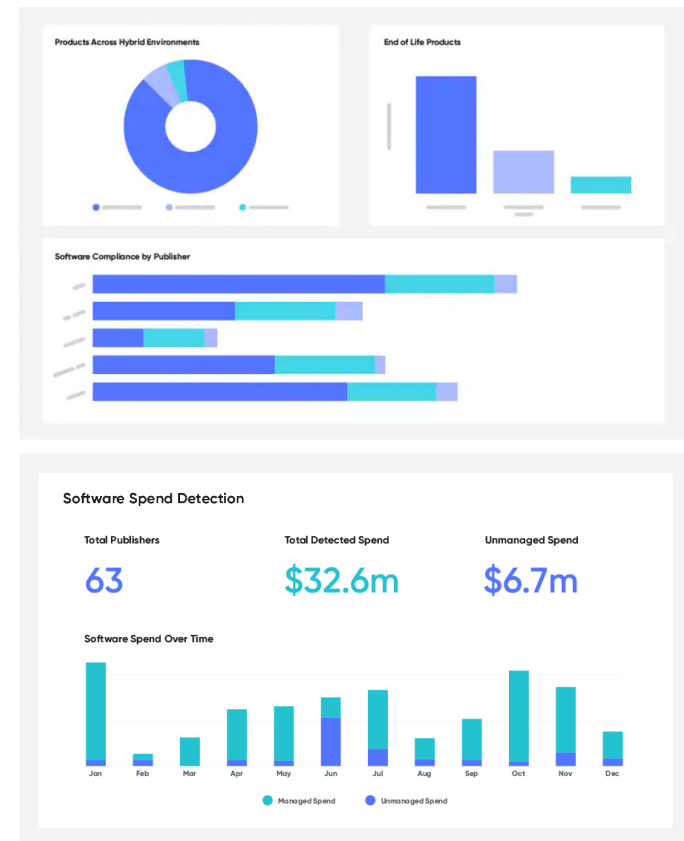 Products Across Hybrid Environments
End of Life Products
Software Compliance by Publisher
Software Spend Detection
Total Publishers
Total Detected Spend
Unmanaged Spend
63
$32.6m
$6.7m
Software Spend Over Time
Jan Feb Mar Apr May Jun Jul Aug Sep Oct Nov Dec
Managed Spend
Unmanaged Spend